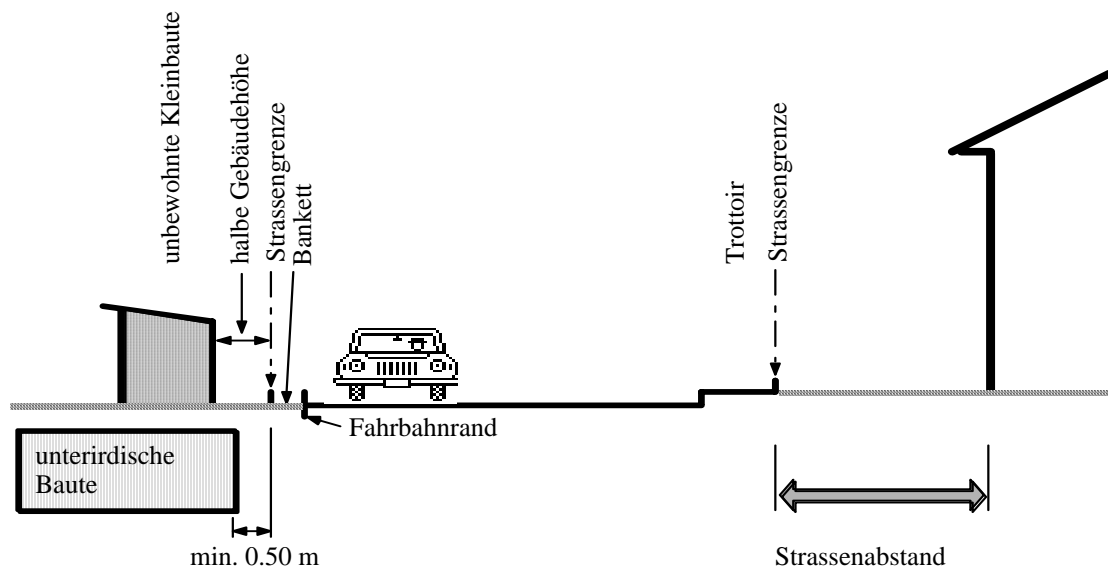 unbewohnte Kleinbaute
halbe Gebäudehöhe
Strassengrenze
Bankett
Trottoir
Strassengrenze
Fahrbahnrand
unterirdische
Baute
min. 0.50 m
Strassenabstand